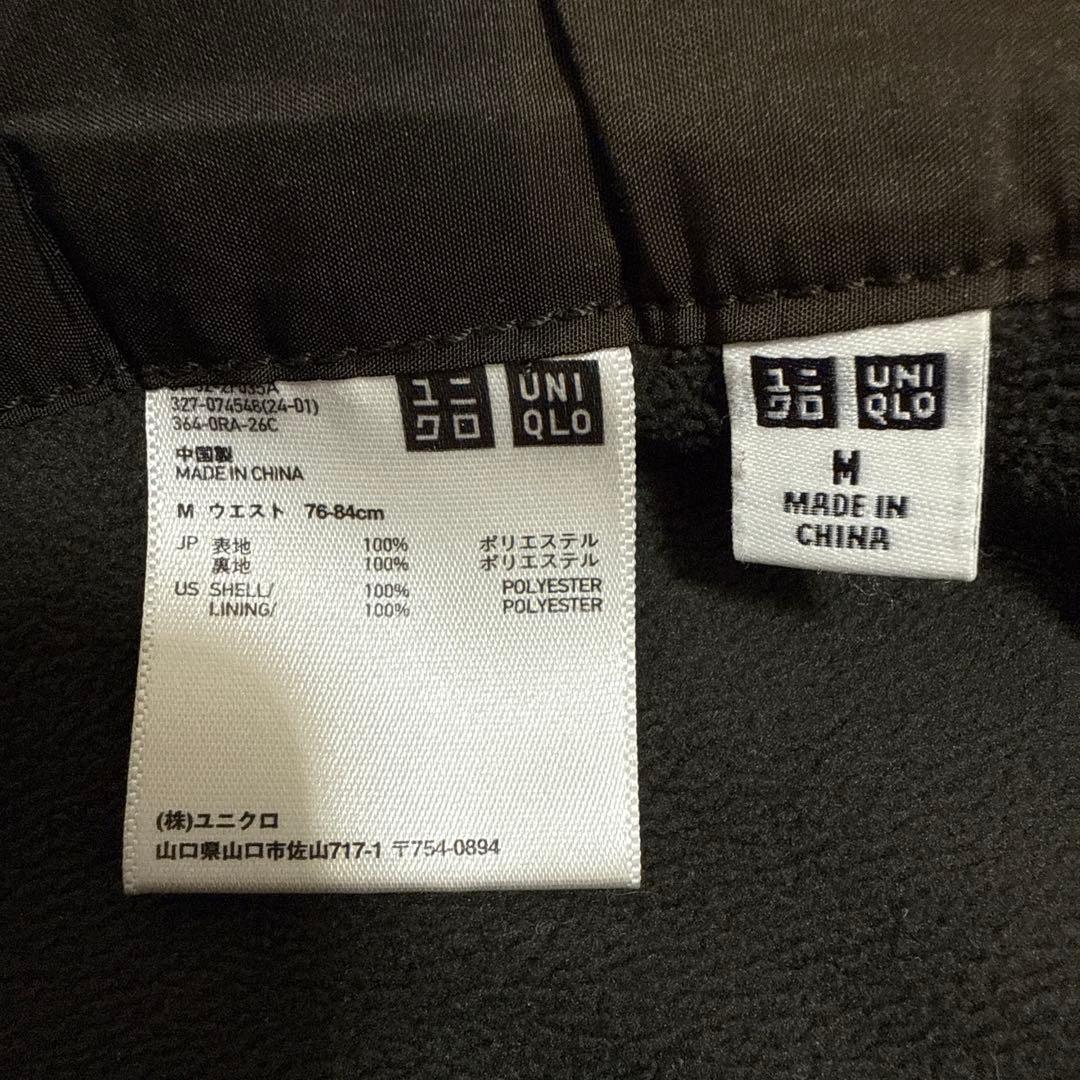 327-074546(24-01)
364-0RA-26C
ユニクロ
UNIQLO
中国製
MADE IN CHINA
M ウエスト 76-84cm
JP 表地 100% ポリエステル
裏地 100% ポリエステル
US SHELL/ 100% POLYESTER
LINING/ 100% POLYESTER
(株)ユニクロ
山口県山口市佐山717-1 〒754-0894
ユニクロ
UNIQLO
M
MADE IN
CHINA